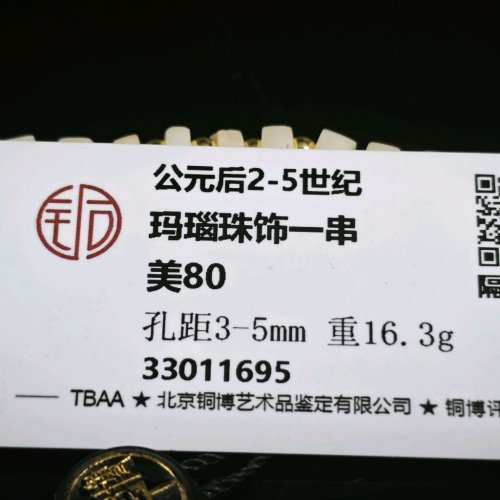 公元后2-5世纪
玛瑙珠饰一串
美80
孔距3-5mm 重16.3g
33011695
TBAA ★ 北京铜博艺术品鉴定有限公司 ★ 铜博评